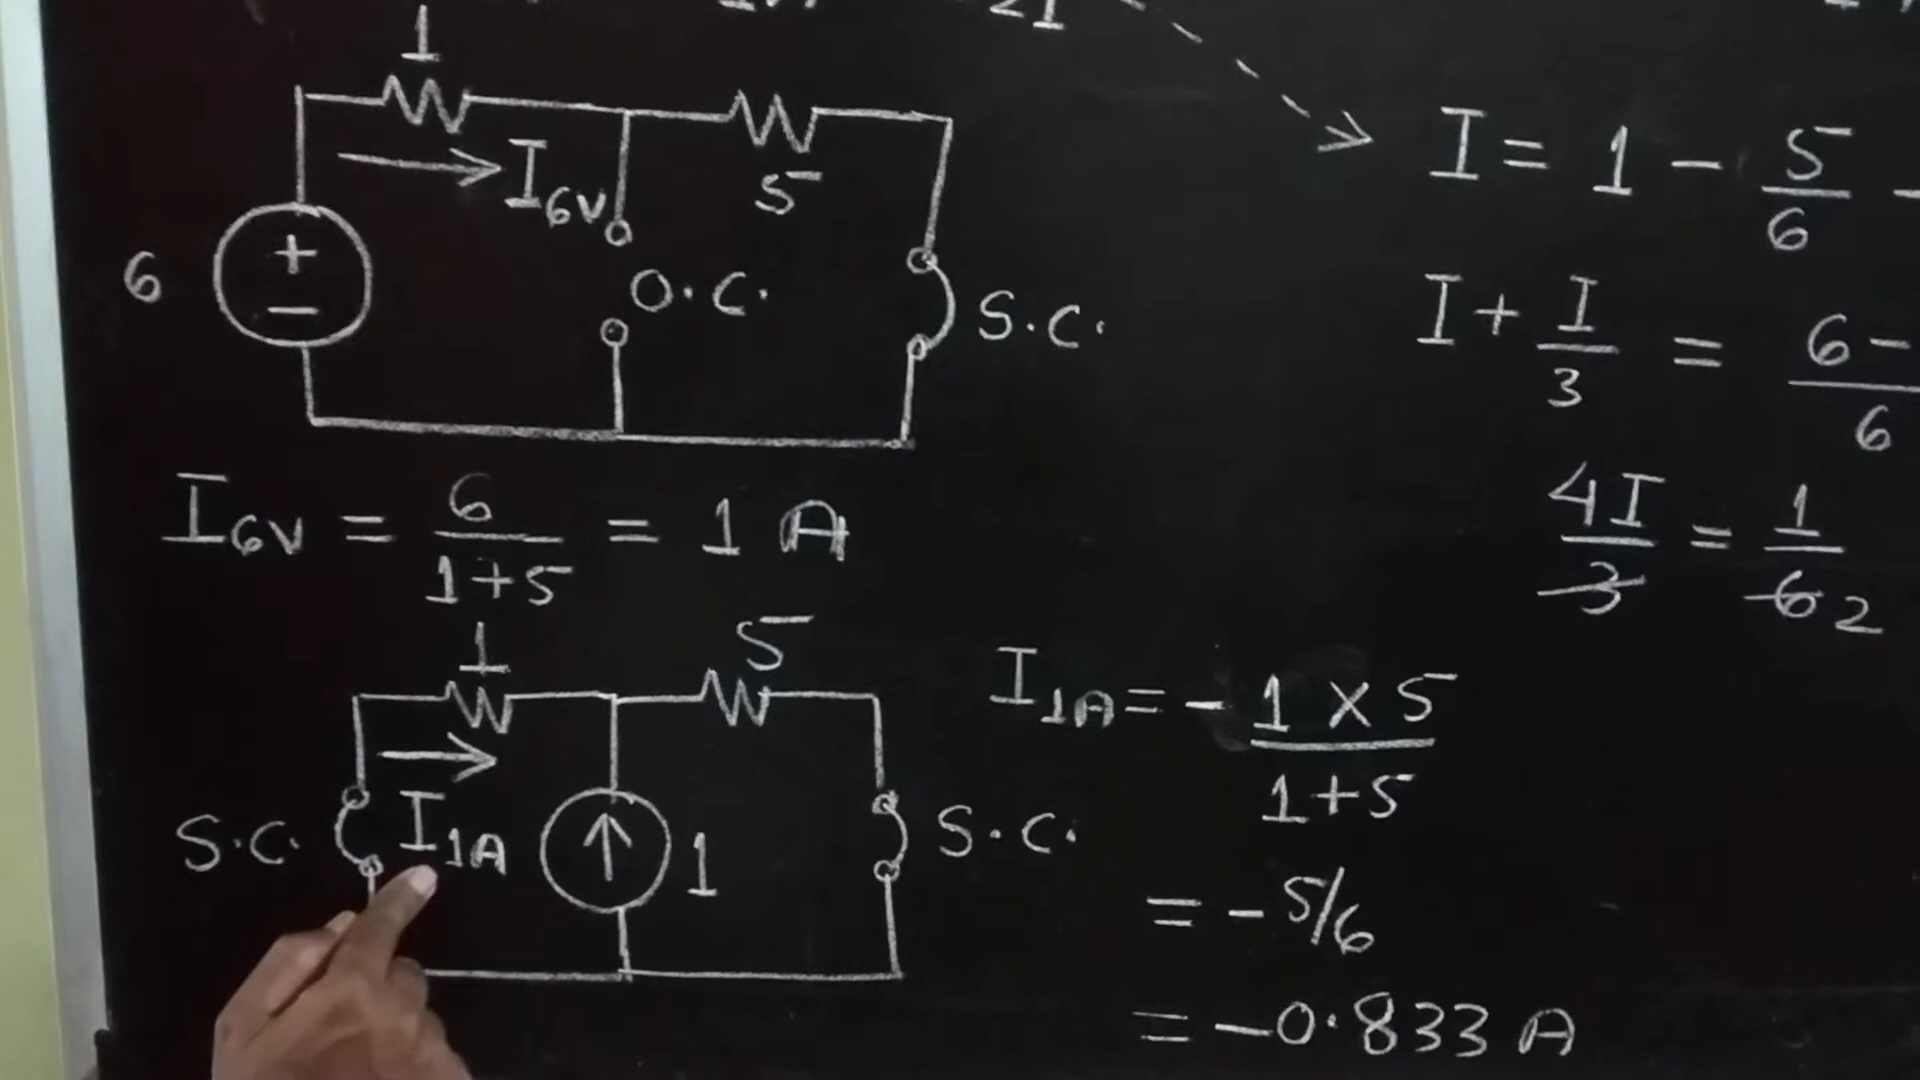 2I
1
I6V
5
6
+
−
O.C.
S.C.
I6V = 6/(1+5) = 1 A
1
5
S.C.
I1A
1
S.C.
I = 1 − 5/6 −
I + I/3 = 6−/6
4I/3 = 1/6 2
I1A = − 1 × 5/(1+5)
= − 5/6
= −0.833 A